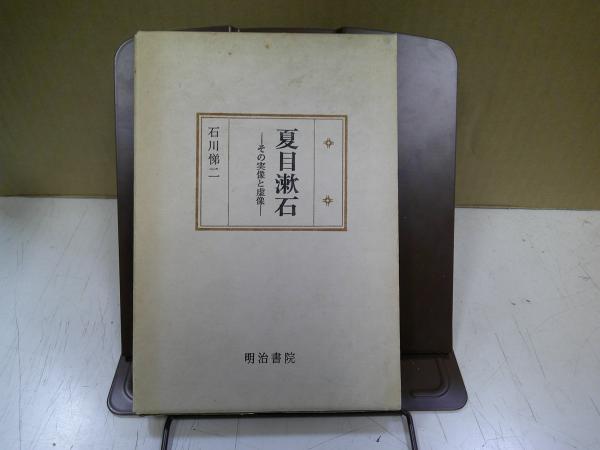 夏目漱石
―その実像と虚像―
石川悌二
明治書院